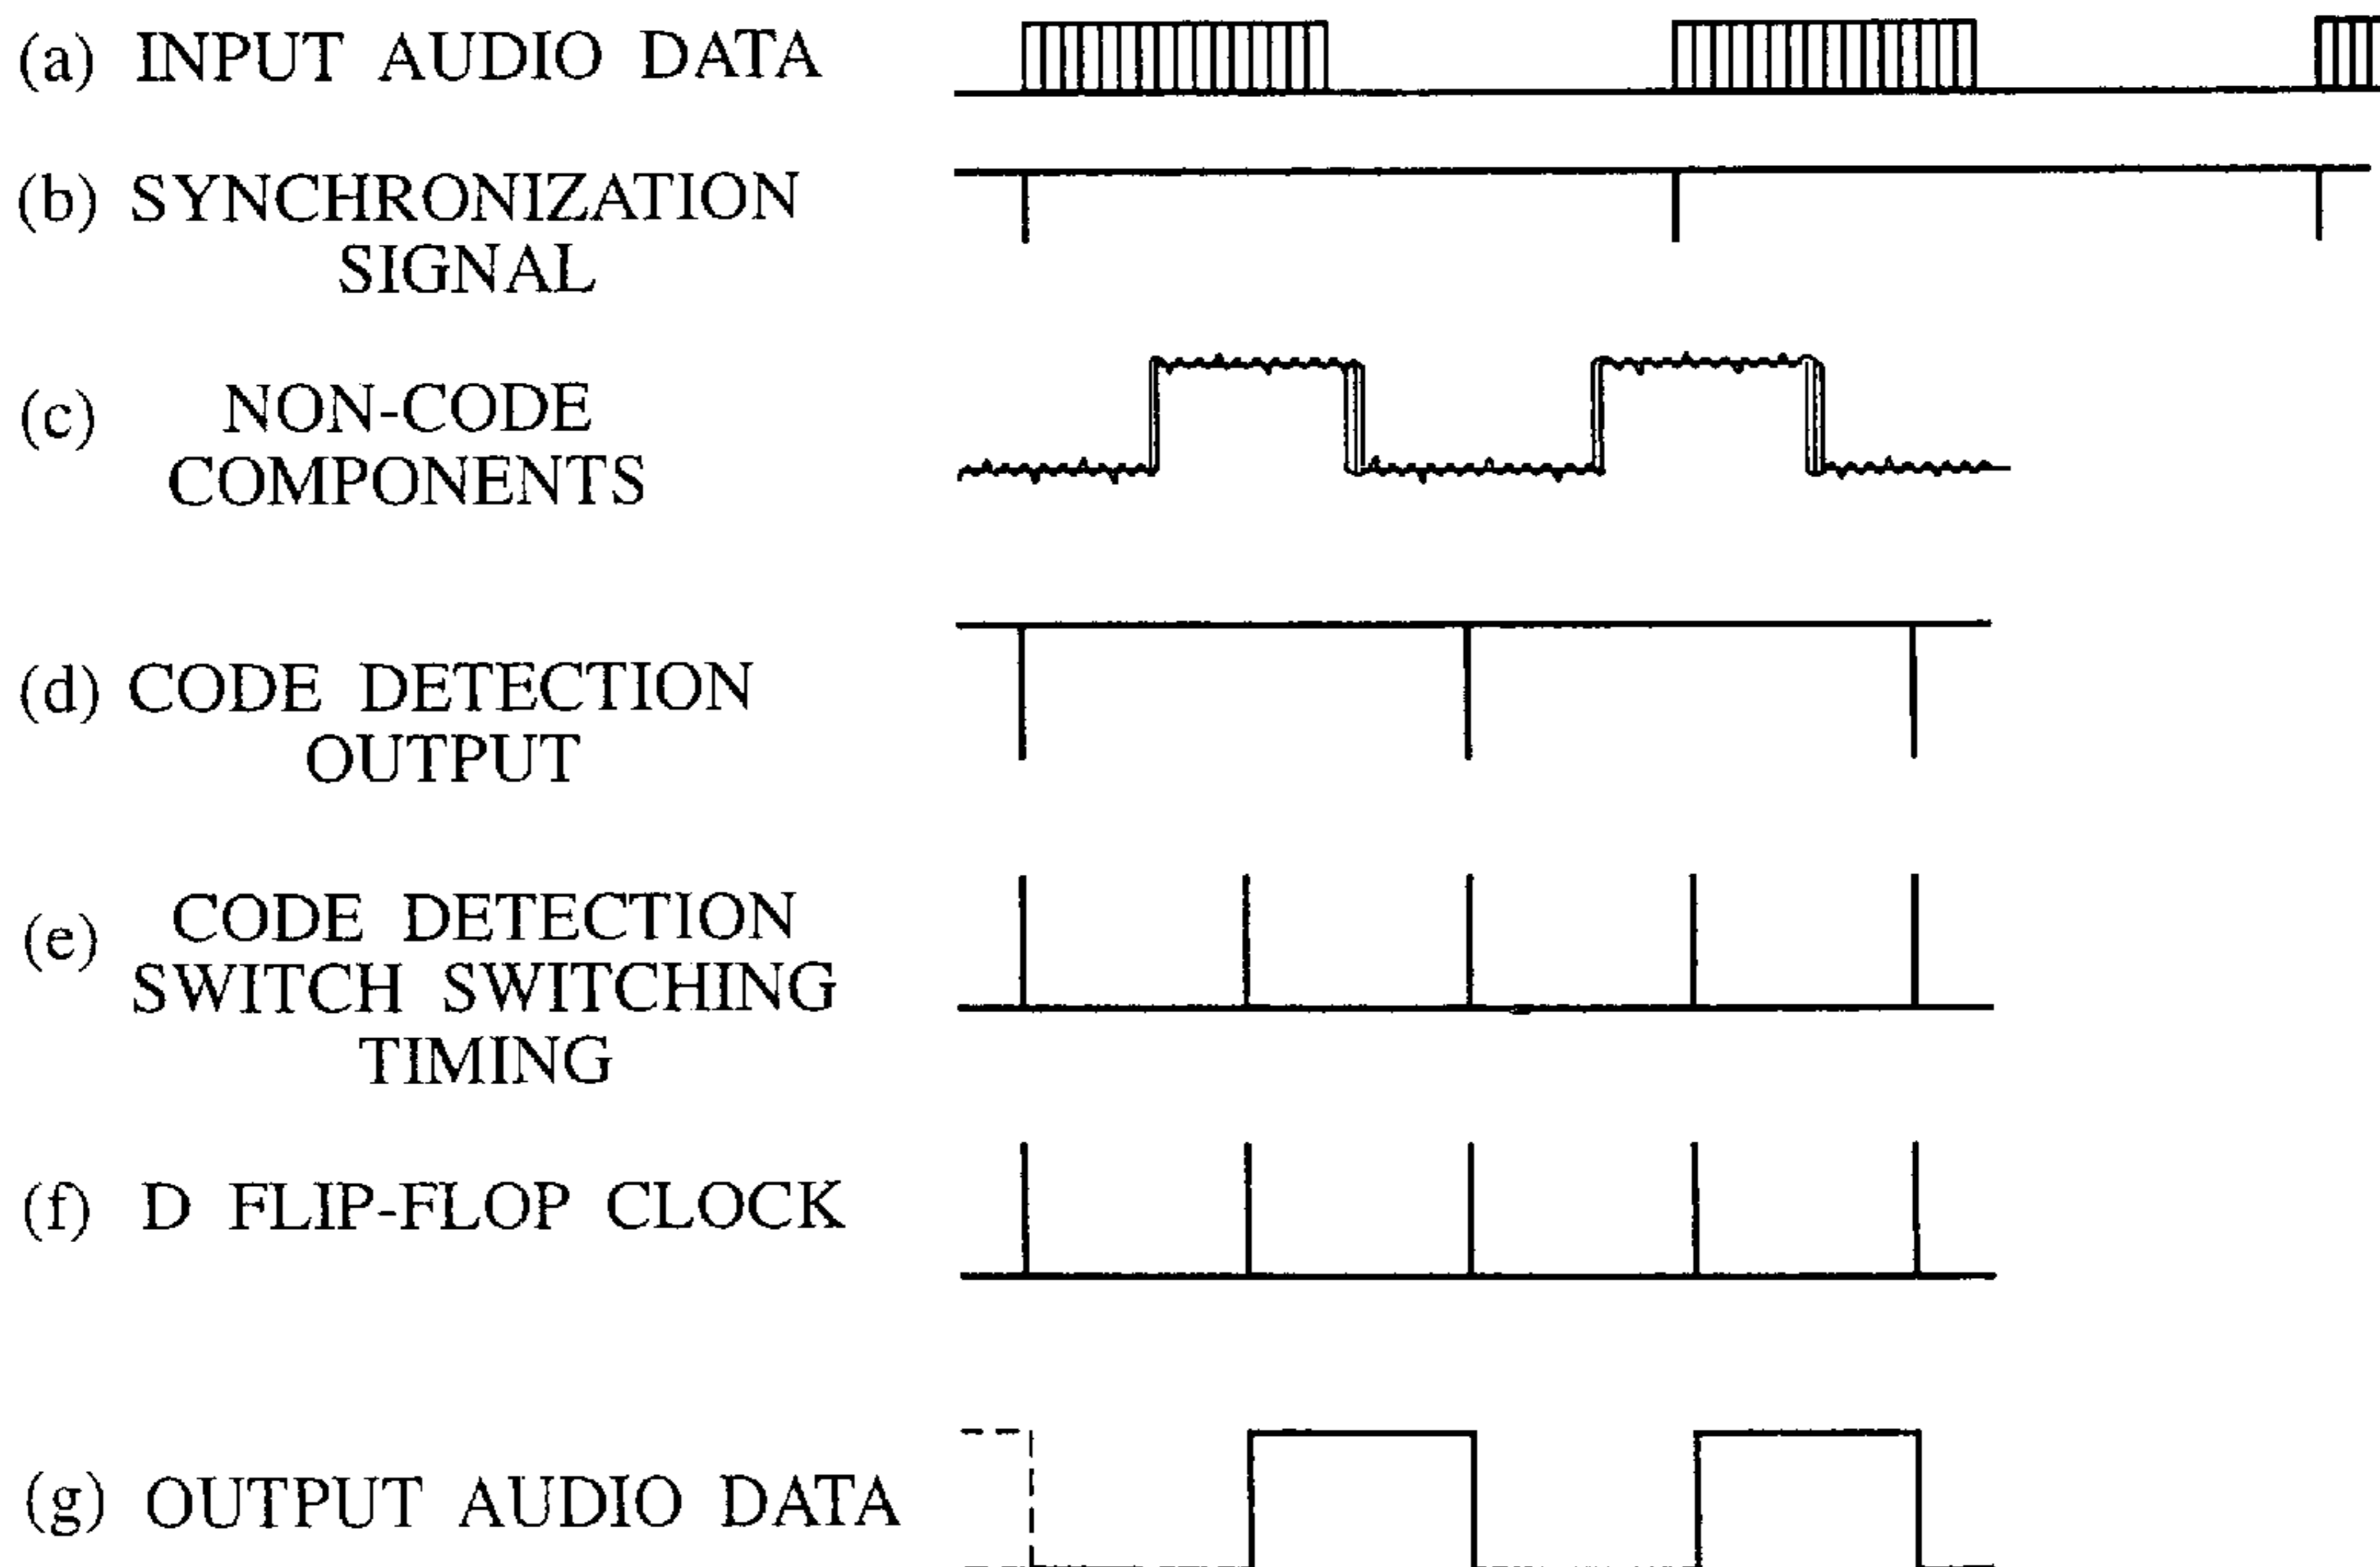 (a) INPUT AUDIO DATA
(b) SYNCHRONIZATION
SIGNAL
(c) NON-CODE
COMPONENTS
(d) CODE DETECTION
OUTPUT
(e) CODE DETECTION
SWITCH SWITCHING
TIMING
(f) D FLIP-FLOP CLOCK
(g) OUTPUT AUDIO DATA